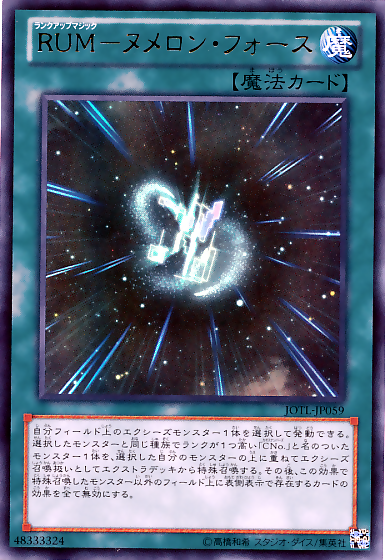 ランクアップマジック
RUM－ヌメロン・フォース
魔
【魔法カード】
JOTL-JP059
自分フィールド上のエクシーズモンスター１体を選択して発動できる。
選択したモンスターと同じ種族でランクが１つ高い「CNo.」と名のついた
モンスター１体を、選択した自分のモンスターの上に重ねてエクシーズ
召喚扱いとしてエクストラデッキから特殊召喚する。その後、この効果で
特殊召喚したモンスター以外のフィールド上に表側表示で存在するカードの
効果を全て無効にする。
48333324
©高橋和希 スタジオ・ダイス/集英社